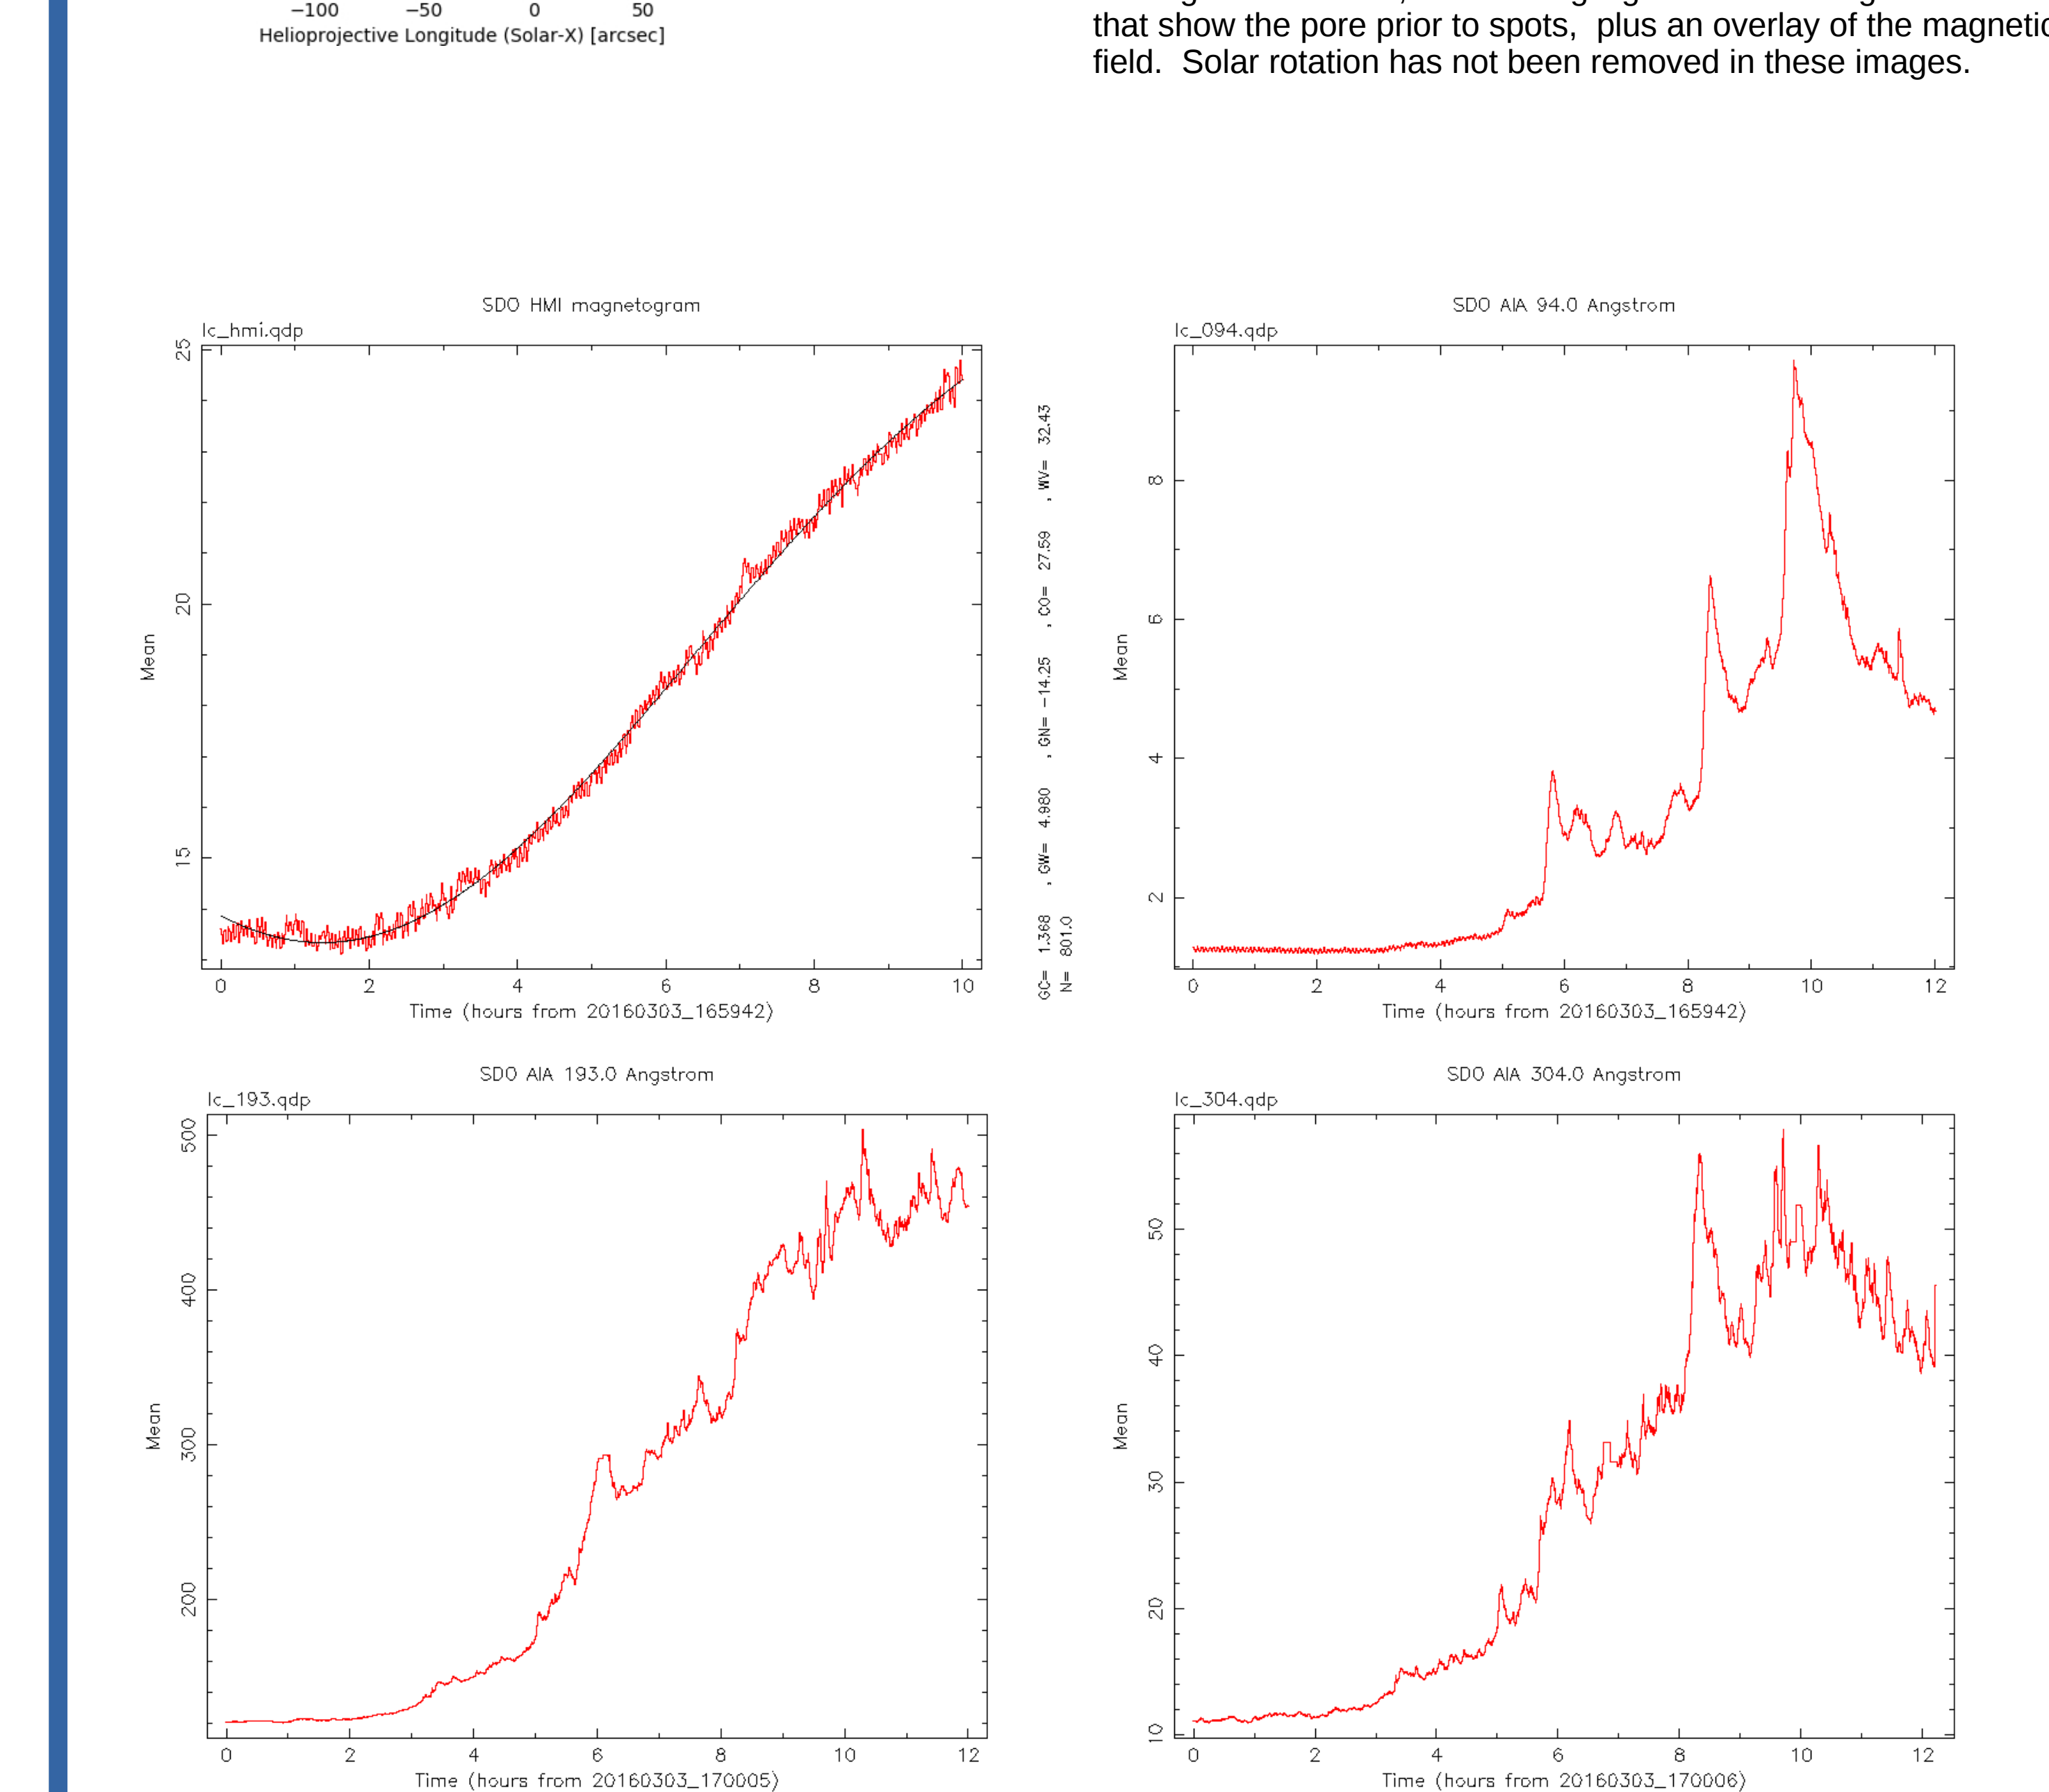 −100 −50 0 50
Helioprojective Longitude (Solar-X) [arcsec]
that show the pore prior to spots, plus an overlay of the magnetic
field. Solar rotation has not been removed in these images.
SDO HMI magnetogram
lc_hmi.qdp
25
20
15
Mean
0 2 4 6 8 10
Time (hours from 20160303_165942)
GC= 1.368 , GW= 4.980 , GN= −14.25 , CO= 27.59 , WV= 32.43
N= 801.0
SDO AIA 94.0 Angstrom
lc_094.qdp
8
6
4
2
Mean
0 2 4 6 8 10 12
Time (hours from 20160303_165942)
SDO AIA 193.0 Angstrom
lc_193.qdp
500
400
300
200
Mean
0 2 4 6 8 10 12
Time (hours from 20160303_170005)
SDO AIA 304.0 Angstrom
lc_304.qdp
50
40
30
20
10
Mean
0 2 4 6 8 10 12
Time (hours from 20160303_170006)